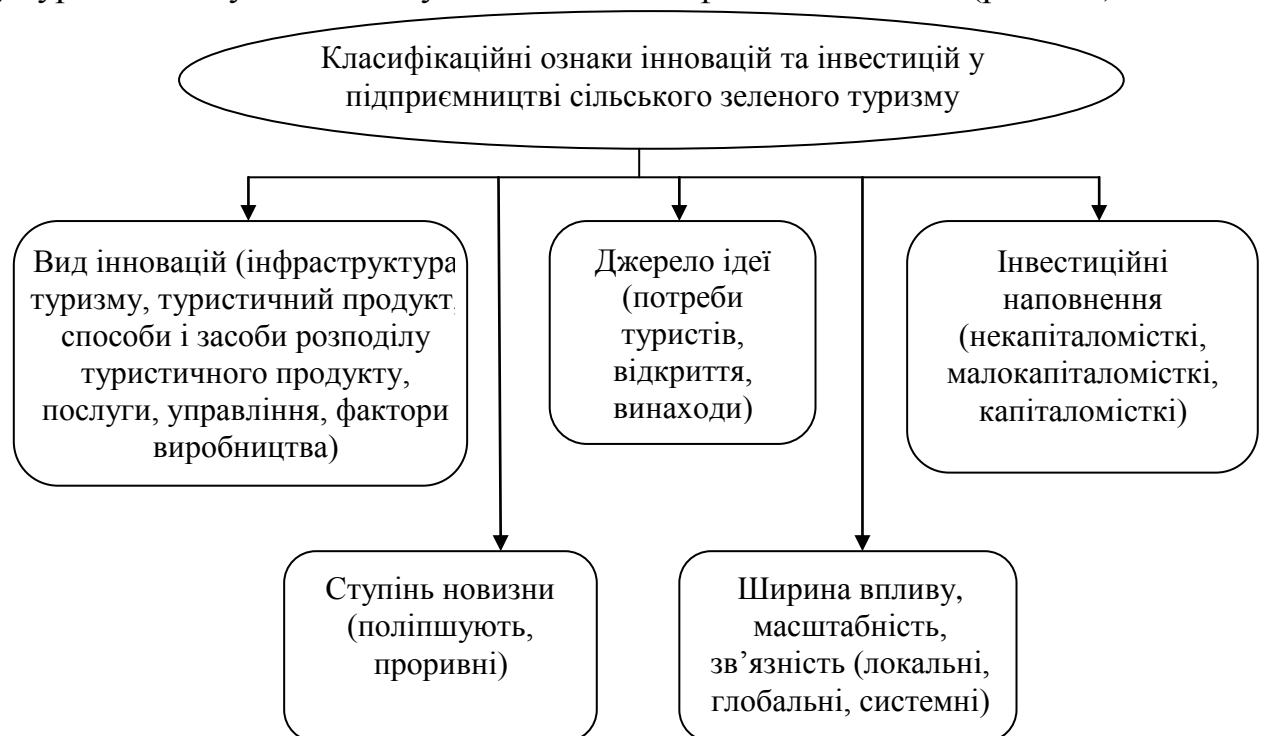 Класифікаційні ознаки інновацій та інвестицій у
підприємництві сільського зеленого туризму
Вид інновацій (інфраструктура
туризму, туристичний продукт,
способи і засоби розподілу
туристичного продукту,
послуги, управління, фактори
виробництва)
Джерело ідеї
(потреби
туристів,
відкриття,
винаходи)
Інвестиційні
наповнення
(некапіталомісткі,
малокапіталомісткі,
капіталомісткі)
Ступінь новизни
(поліпшують,
проривні)
Ширина впливу,
масштабність,
зв’язність (локальні,
глобальні, системні)